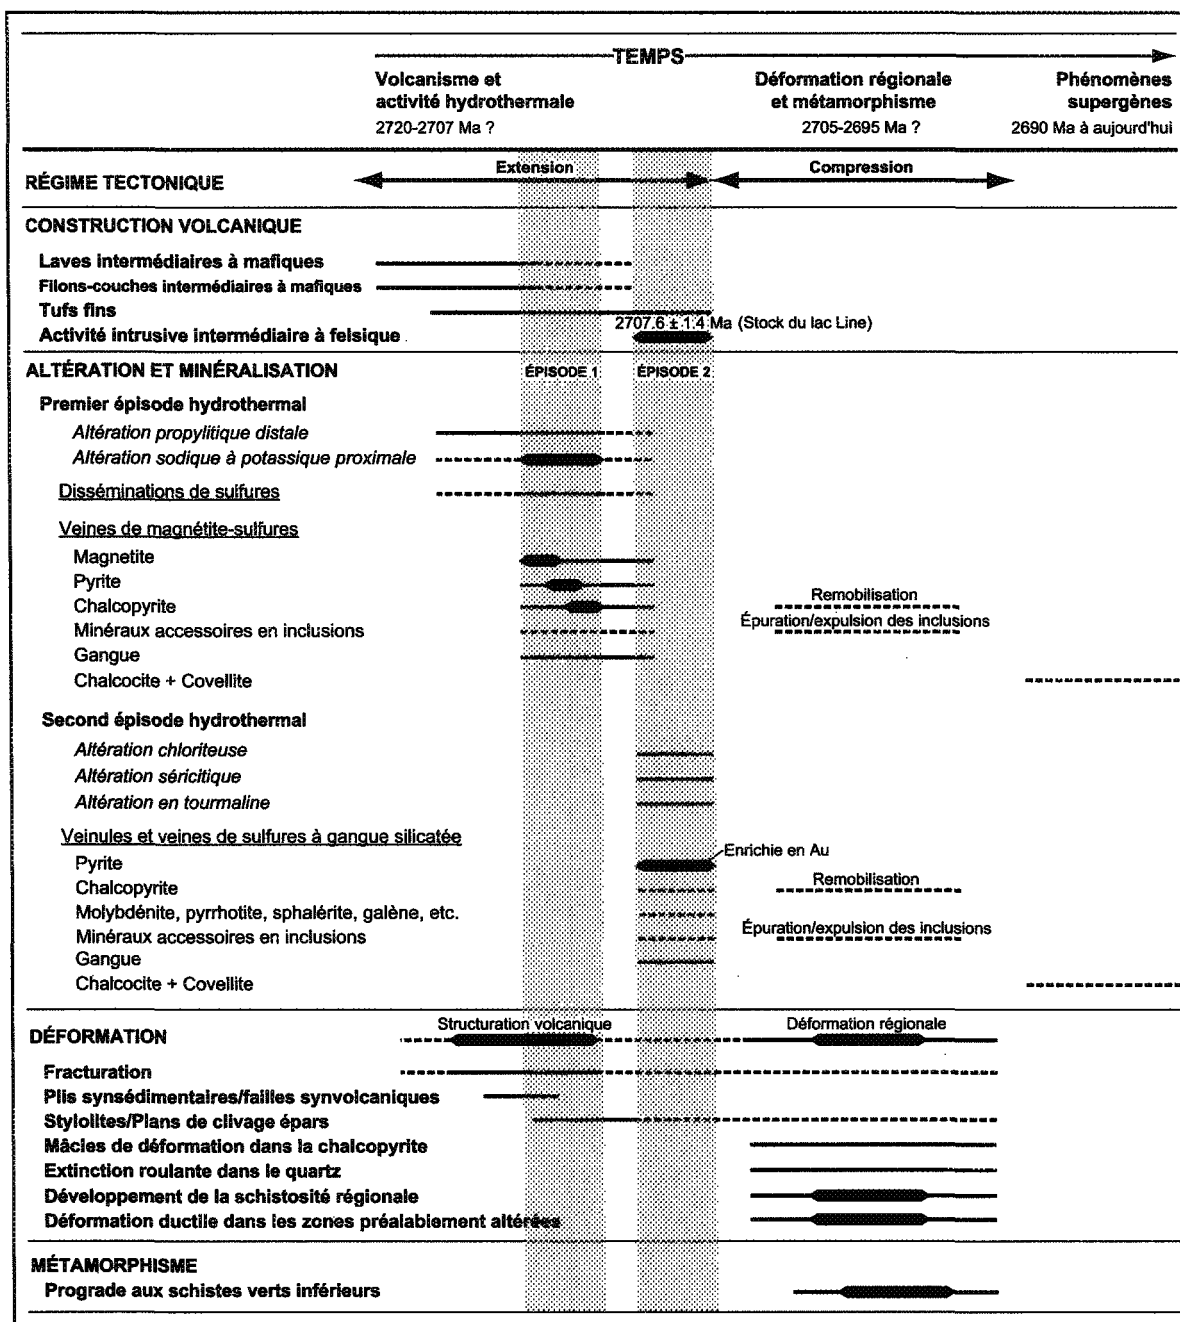 TEMPS
Volcanisme et
activité hydrothermale
2720-2707 Ma ?
Déformation régionale
et métamorphisme
2705-2695 Ma ?
Phénomènes
supergènes
2690 Ma à aujourd'hui
RÉGIME TECTONIQUE
Extension
Compression
CONSTRUCTION VOLCANIQUE
Laves intermédiaires à mafiques
Filons-couches intermédiaires à mafiques
Tufs fins
2707.6 ± 1.4 Ma (Stock du lac Line)
Activité intrusive intermédiaire à felsique
ALTÉRATION ET MINÉRALISATION
ÉPISODE 1
ÉPISODE 2
Premier épisode hydrothermal
Altération propylitique distale
Altération sodique à potassique proximale
Disséminations de sulfures
Veines de magnétite-sulfures
Magnetite
Pyrite
Chalcopyrite
Remobilisation
Minéraux accessoires en inclusions
Épuration/expulsion des inclusions
Gangue
Chalcocite + Covellite
Second épisode hydrothermal
Altération chloriteuse
Altération séricitique
Altération en tourmaline
Veinules et veines de sulfures à gangue silicatée
Pyrite
Enrichie en Au
Chalcopyrite
Remobilisation
Molybdénite, pyrrhotite, sphalérite, galène, etc.
Minéraux accessoires en inclusions
Épuration/expulsion des inclusions
Gangue
Chalcocite + Covellite
DÉFORMATION
Structuration volcanique
Déformation régionale
Fracturation
Plis synsédimentaires/failles synvolcaniques
Stylolites/Plans de clivage épars
Mâcles de déformation dans la chalcopyrite
Extinction roulante dans le quartz
Développement de la schistosité régionale
Déformation ductile dans les zones préalablement altérées
MÉTAMORPHISME
Prograde aux schistes verts inférieurs